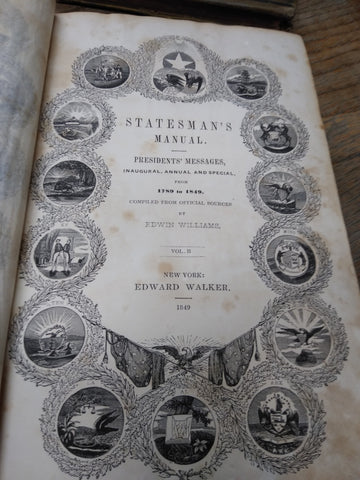 STATESMAN'S
MANUAL.
PRESIDENTS' MESSAGES,
INAUGURAL, ANNUAL AND SPECIAL,
FROM
1789 to 1849,
COMPILED FROM OFFICIAL SOURCES
BY
EDWIN WILLIAMS,
VOL. II
NEW YORK:
EDWARD WALKER.
1849